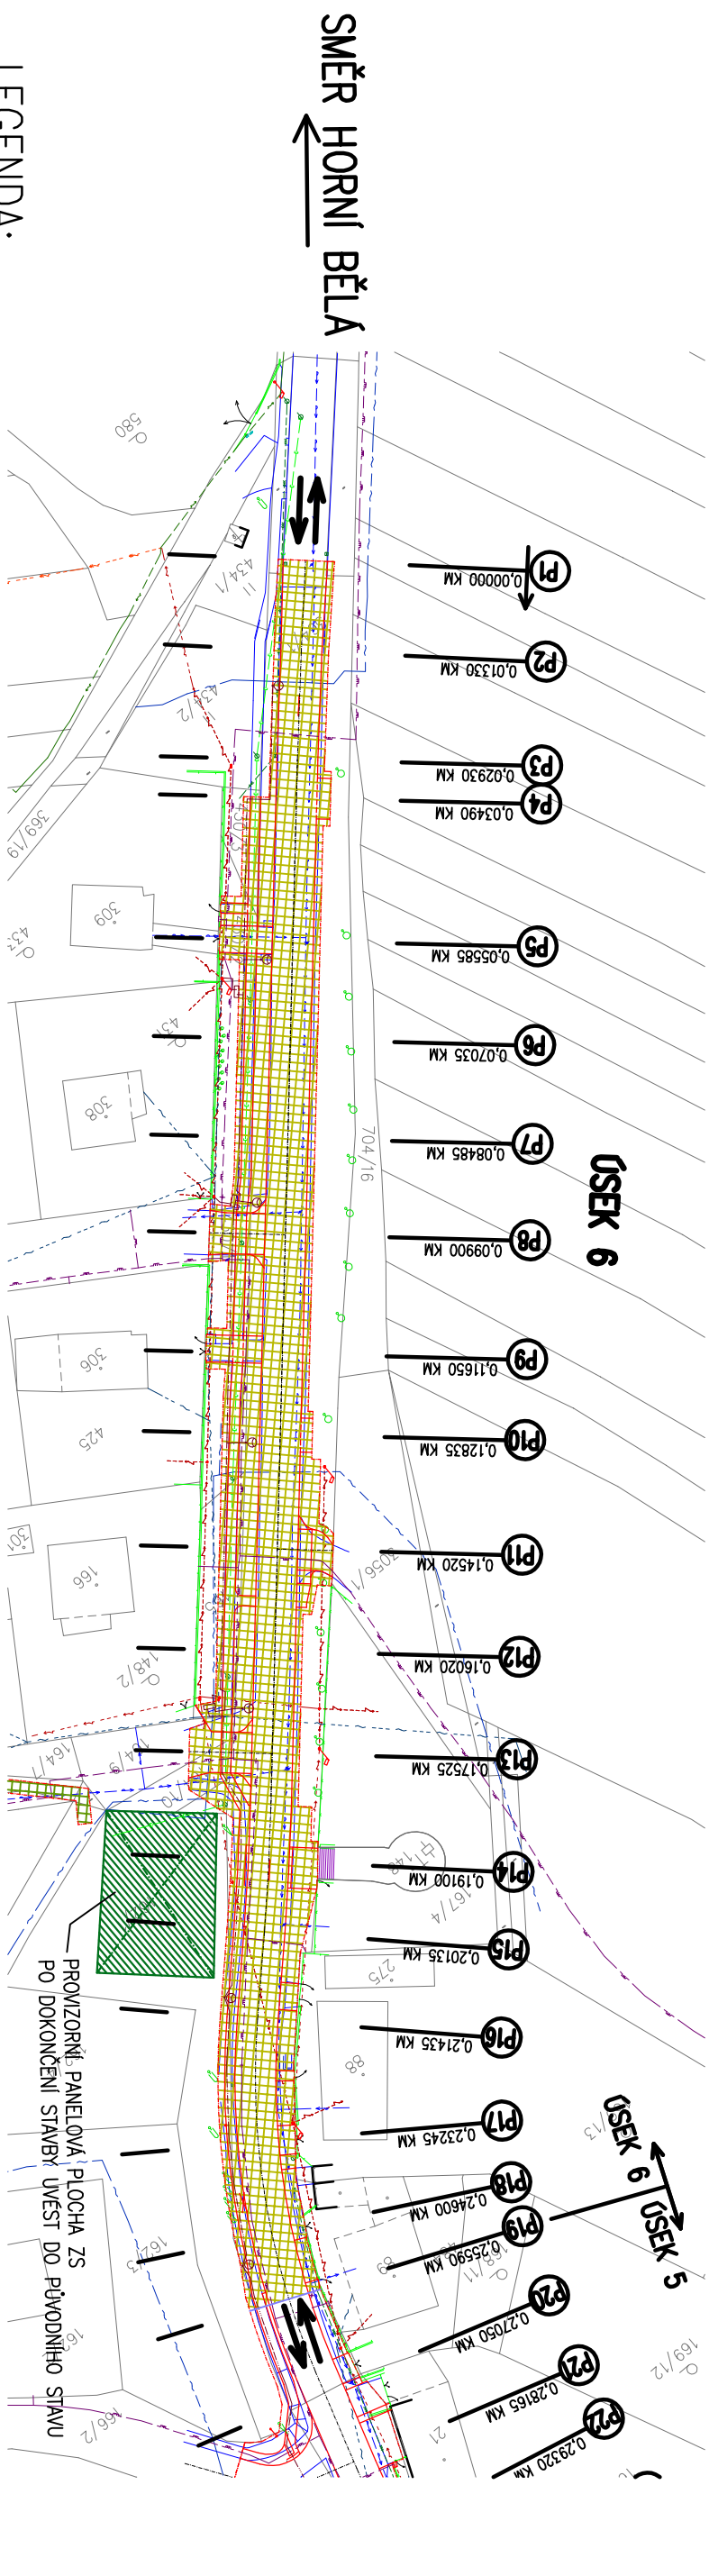 SMĚR HORNÍ BĚLÁ
LEGENDA:
580
434/1
434/2
369/19
309
308
704/16
306
425
301
166
148/2
3056/1
164/7
164/9
167/4
275
88
89
162/3
166/2
169/12
21
P1
0,00000 KM
P2
0,01330 KM
P3
0,02930 KM
P4
0,03490 KM
P5
0,05585 KM
P6
0,07035 KM
P7
0,08485 KM
P8
0,09900 KM
P9
0,11650 KM
P10
0,12835 KM
P11
0,14520 KM
P12
0,16020 KM
P13
0,17525 KM
P14
0,19100 KM
P15
0,20135 KM
P16
0,21435 KM
P17
0,23245 KM
P18
0,24600 KM
P19
0,25590 KM
P20
0,27050 KM
P21
0,28165 KM
P22
0,29320 KM
ÚSEK 6
ÚSEK 6
ÚSEK 5
PROVIZORNÍ PANELOVÁ PLOCHA ZS
PO DOKONČENÍ STAVBY UVÉST DO PŮVODNÍHO STAVU